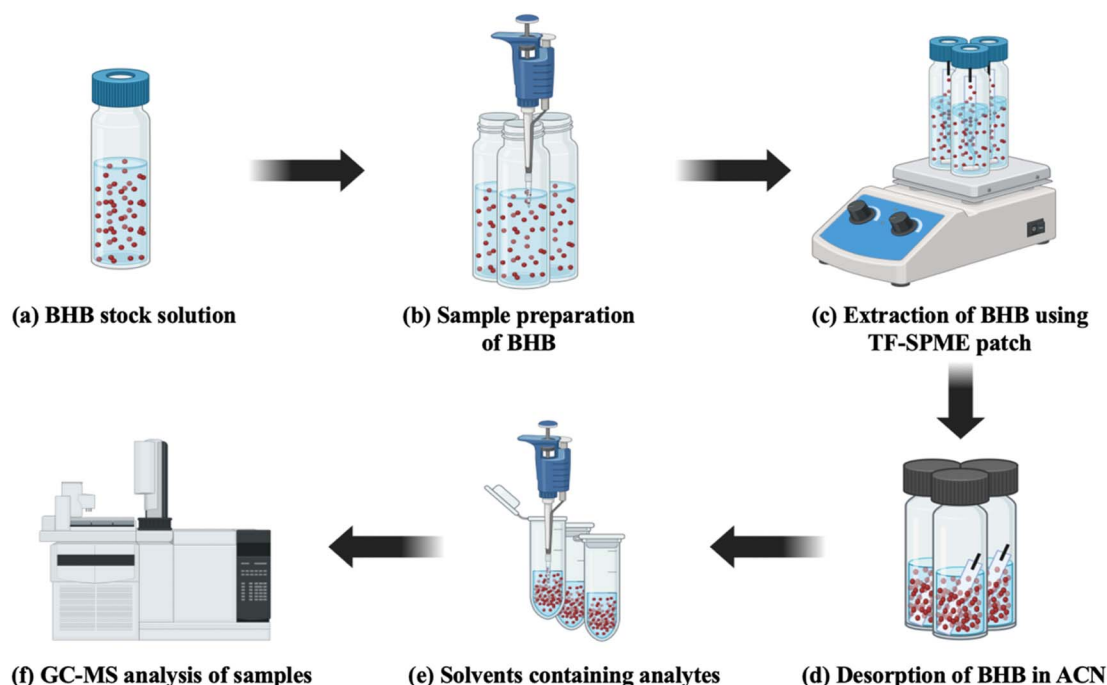 (a) BHB stock solution
(b) Sample preparation
of BHB
(c) Extraction of BHB using
TF-SPME patch
(f) GC-MS analysis of samples
(e) Solvents containing analytes
(d) Desorption of BHB in ACN